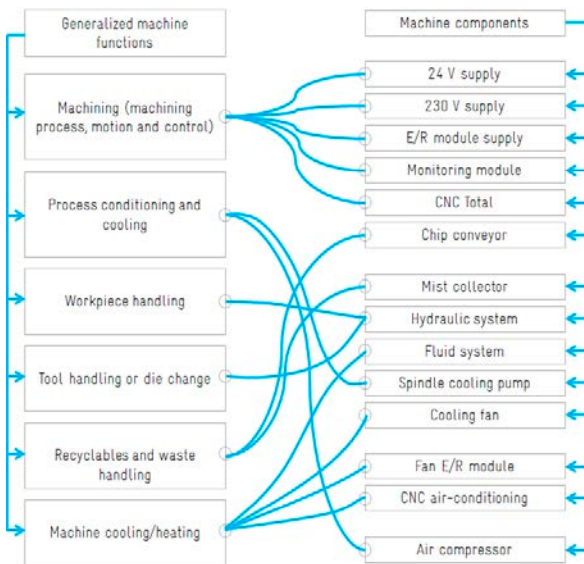 Generalized machine
functions
Machining (machining
process, motion and control)
Process conditioning and
cooling
Workpiece handling
Tool handling or die change
Recyclables and waste
handling
Machine cooling/heating
Machine components
24 V supply
230 V supply
E/R module supply
Monitoring module
CNC Total
Chip conveyor
Mist collector
Hydraulic system
Fluid system
Spindle cooling pump
Cooling fan
Fan E/R module
CNC air-conditioning
Air compressor